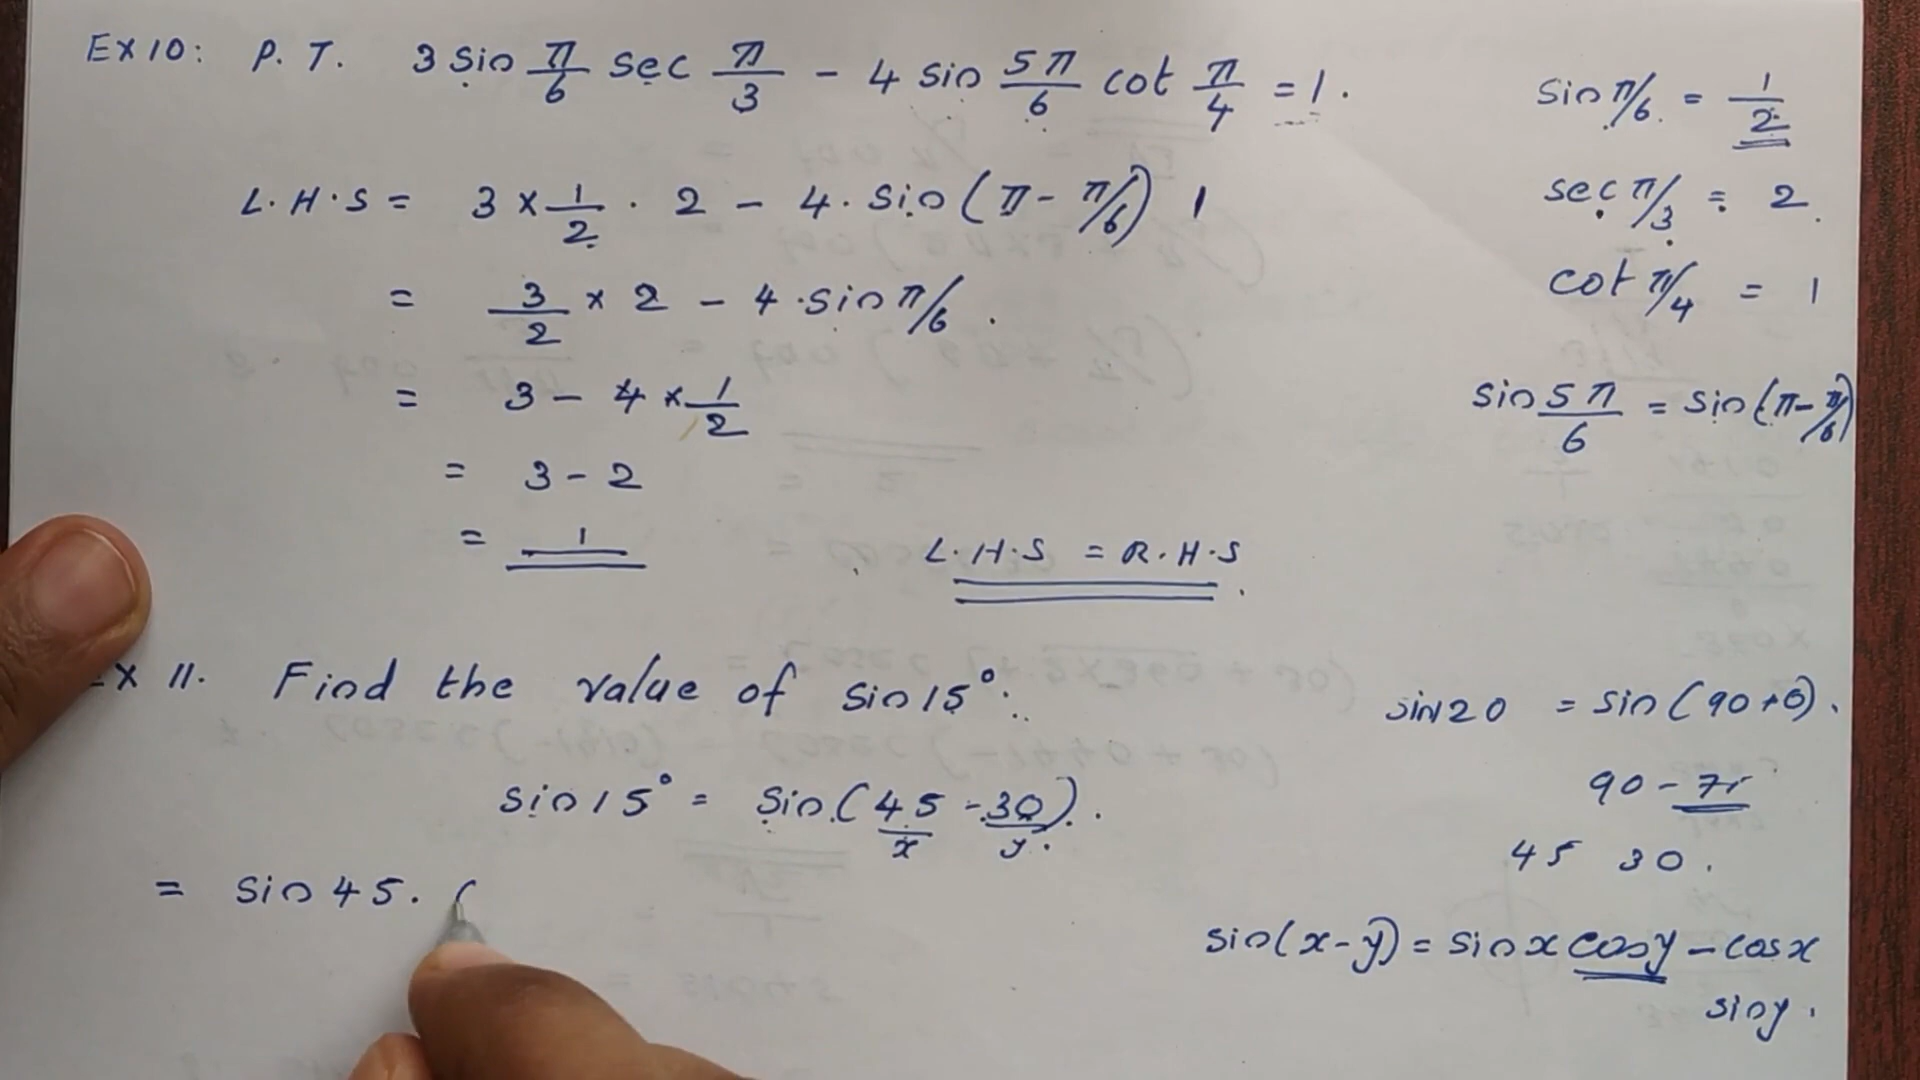 Ex 10: P. T. 3 sin π/6 sec π/3 - 4 sin 5π/6 cot π/4 = 1.
L.H.S = 3 × 1/2 . 2 - 4. sin (π - π/6) 1
= 3/2 × 2 - 4 . sin π/6 .
= 3 - 4 × 1/2
= 3 - 2
= 1
L.H.S = R.H.S
sin π/6 = 1/2
sec π/3 = 2
cot π/4 = 1
sin 5π/6 = sin (π - π/6)
Ex 11. Find the value of sin 15°.
sin 15° = sin (45 - 30).
x y
= sin 45. (
= sin (90+θ).
90 -
45 30.
sin (x-y) = sin x cos y - cos x
sin y.